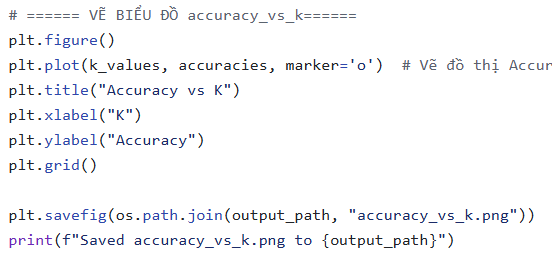 # ====== VẼ BIỂU ĐỒ accuracy_vs_k======
plt.figure()
plt.plot(k_values, accuracies, marker='o')  # Vẽ đồ thị
plt.title("Accuracy vs K")
plt.xlabel("K")
plt.ylabel("Accuracy")
plt.grid()
plt.savefig(os.path.join(output_path, "accuracy_vs_k.png"))
print(f"Saved accuracy_vs_k.png to {output_path}")